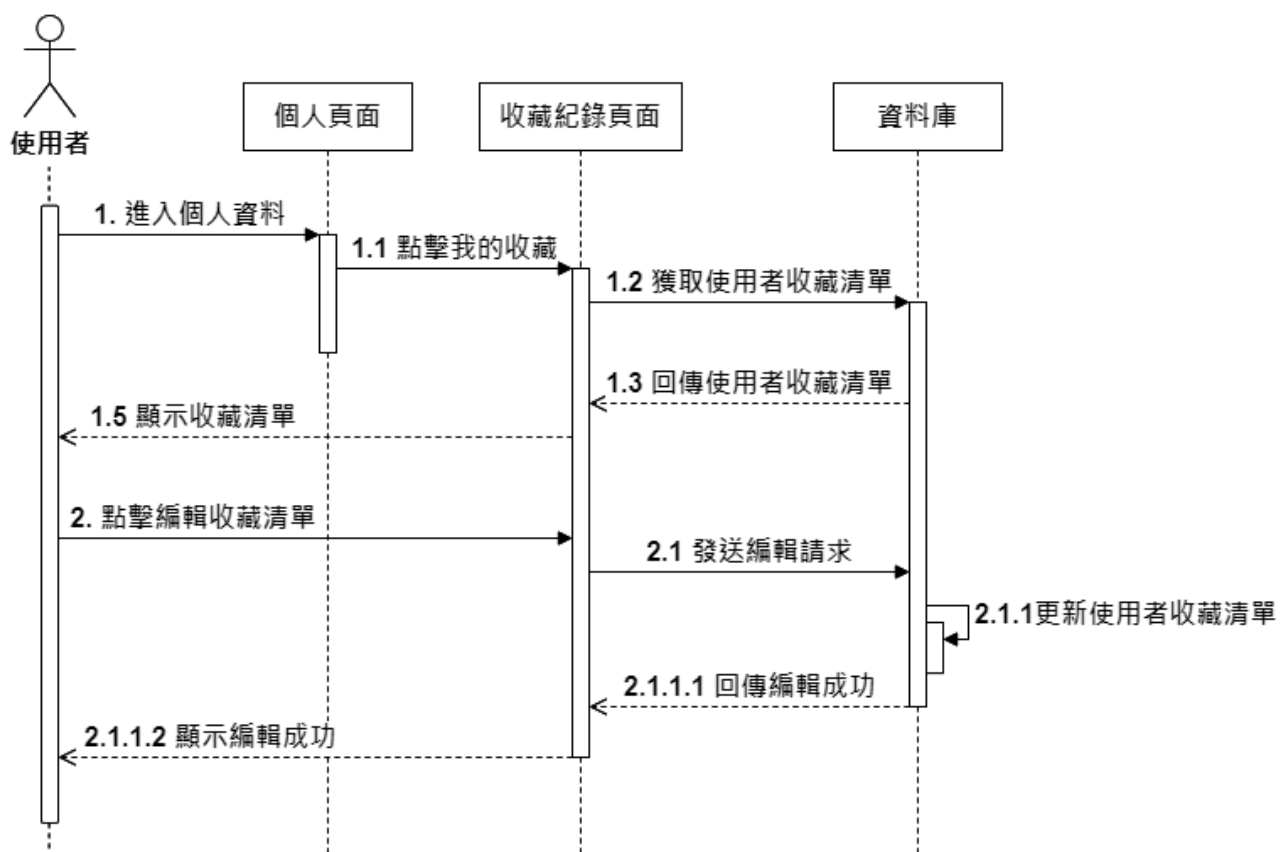 使用者
個人頁面
收藏紀錄頁面
資料庫
1. 進入個人資料
1.1 點擊我的收藏
1.2 獲取使用者收藏清單
1.3 回傳使用者收藏清單
1.5 顯示收藏清單
2. 點擊編輯收藏清單
2.1 發送編輯請求
2.1.1更新使用者收藏清單
2.1.1.1 回傳編輯成功
2.1.1.2 顯示編輯成功